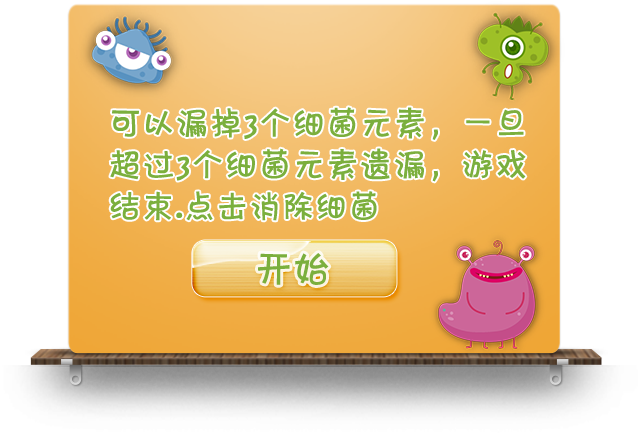 可以漏掉3个细菌元素，一旦
超过3个细菌元素遗漏，游戏
结束.点击消除细菌
开始